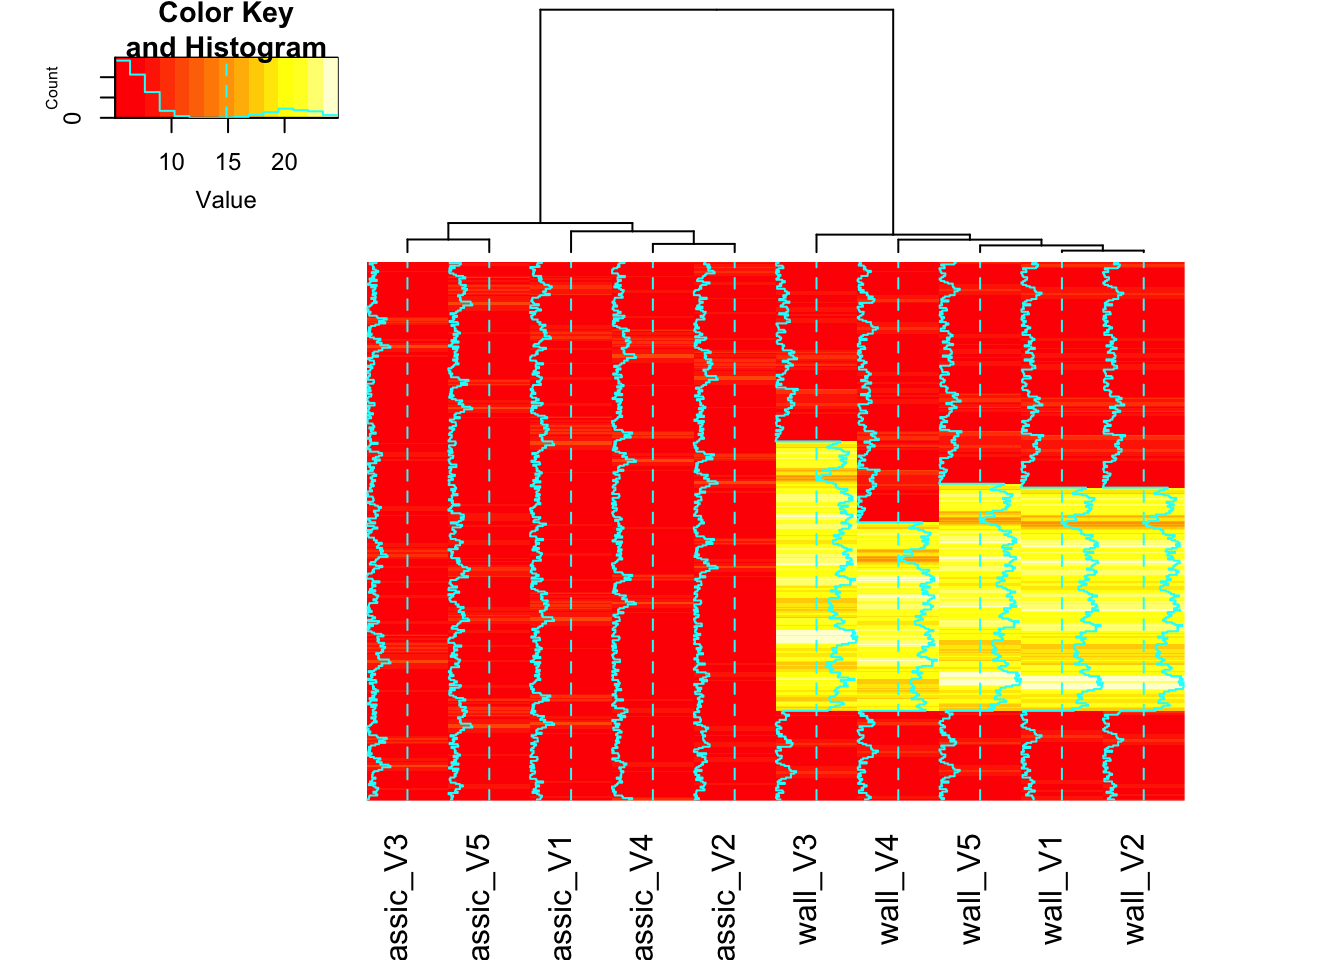 Color Key
and Histogram
Count
0
10 15 20
Value
assic_V3 assic_V5 assic_V1 assic_V4 assic_V2 wall_V3 wall_V4 wall_V5 wall_V1 wall_V2